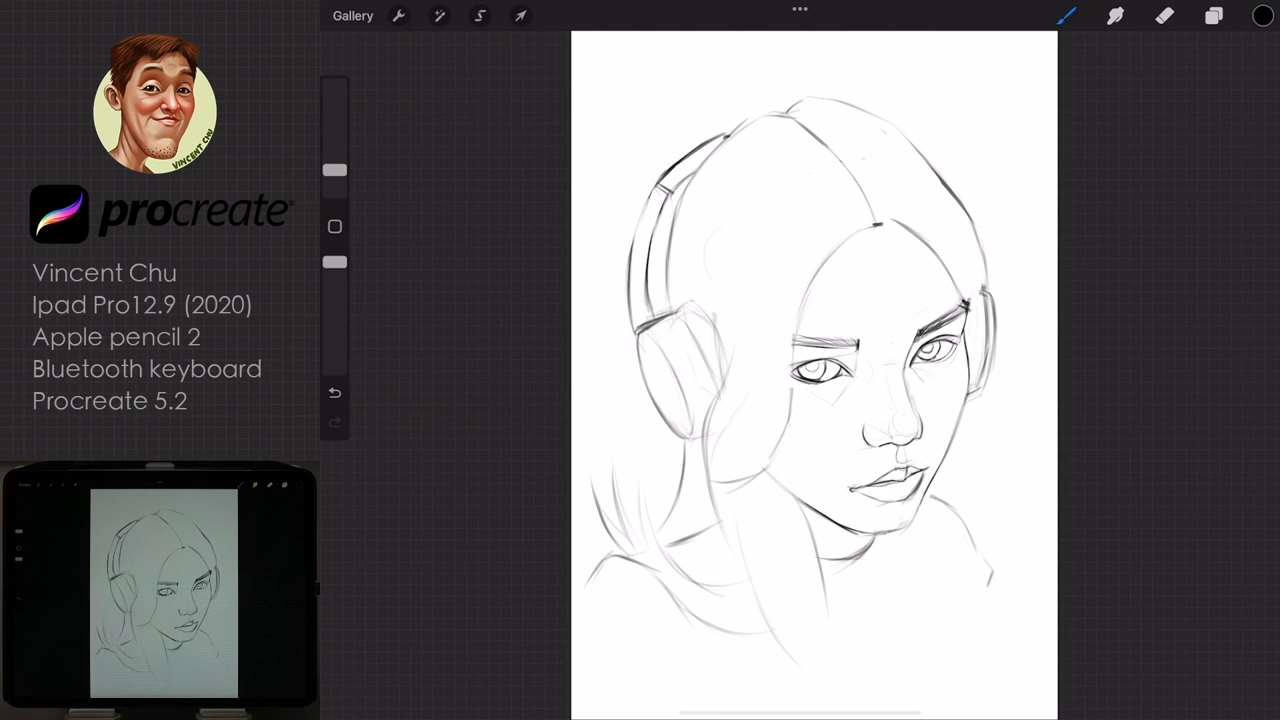 Gallery
VINCENT CHU
procreate
Vincent Chu
Ipad Pro12.9 (2020)
Apple pencil 2
Bluetooth keyboard
Procreate 5.2